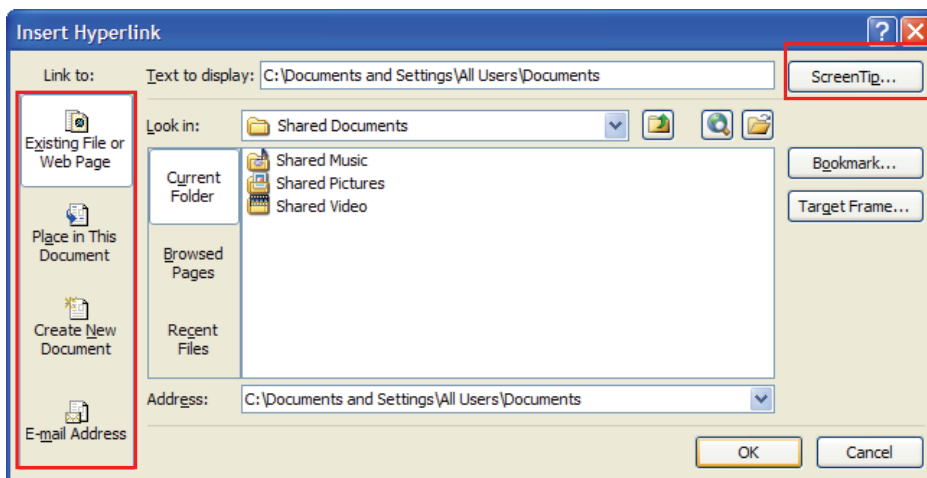 Insert Hyperlink
Link to:
Text to display: C:\Documents and Settings\All Users\Documents
ScreenTip...
Existing File or
Web Page
Look in: Shared Documents
Current
Folder
Shared Music
Shared Pictures
Shared Video
Bookmark...
Target Frame...
Place in This
Document
Browsed
Pages
Create New
Document
Recent
Files
Address: C:\Documents and Settings\All Users\Documents
E-mail Address
OK
Cancel